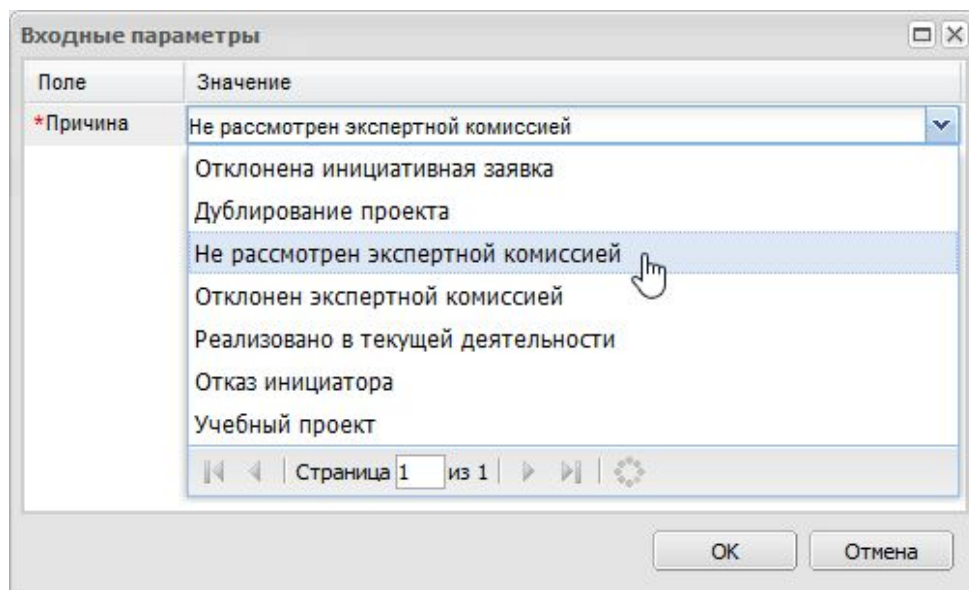 Входные параметры
Поле Значение
*Причина Не рассмотрен экспертной комиссией
Отклонена инициативная заявка
Дублирование проекта
Не рассмотрен экспертной комиссией
Отклонен экспертной комиссией
Реализовано в текущей деятельности
Отказ инициатора
Учебный проект
Страница 1 из 1
ОК Отмена